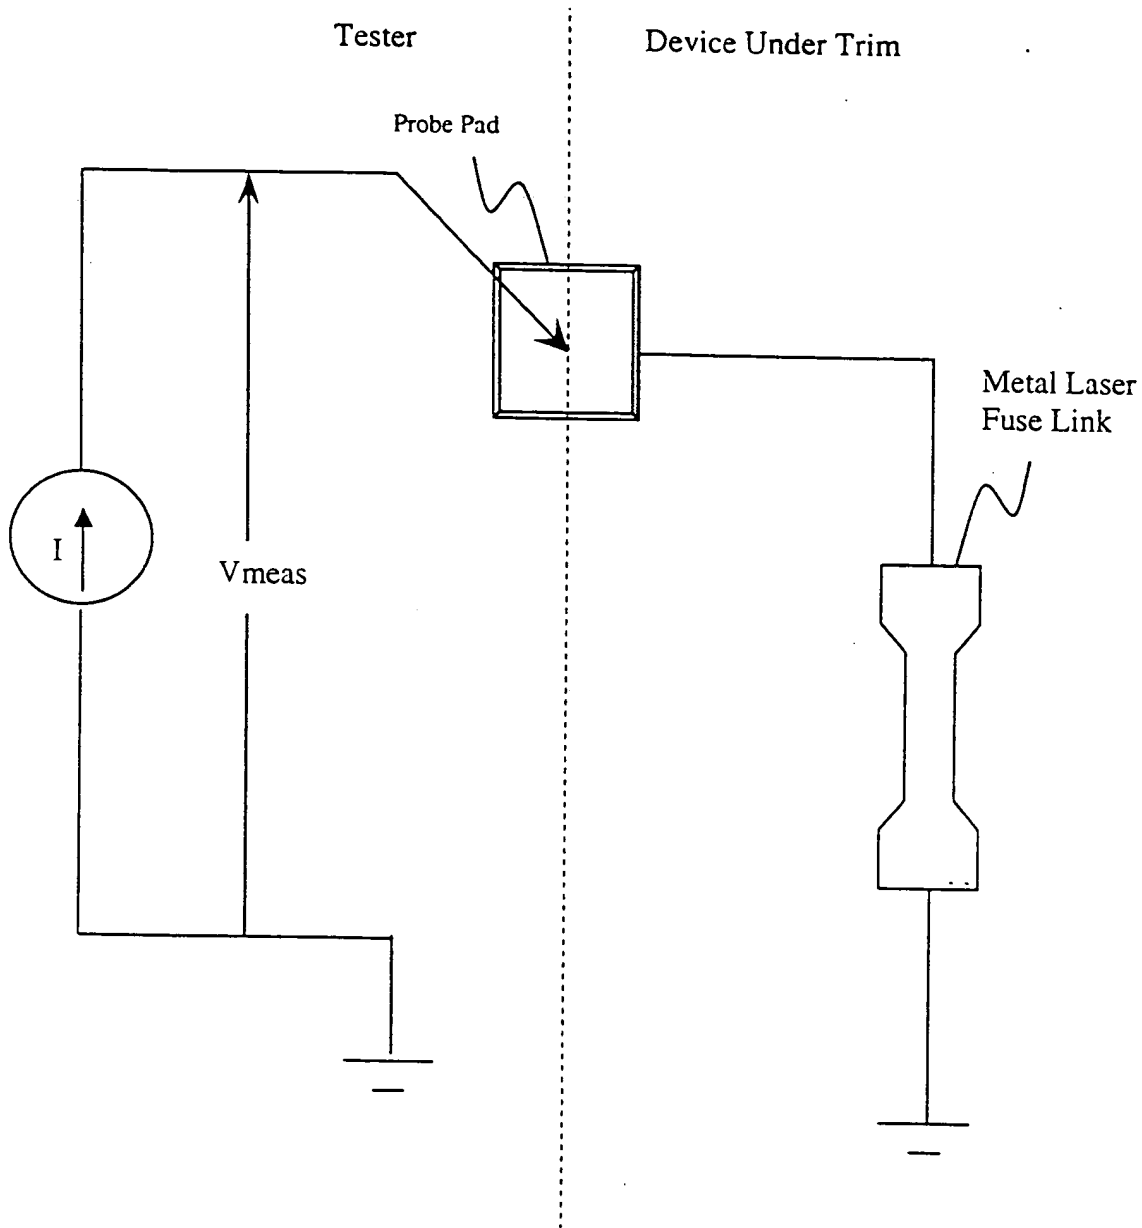 Tester
Device Under Trim
Probe Pad
Metal Laser
Fuse Link
I
Vmeas